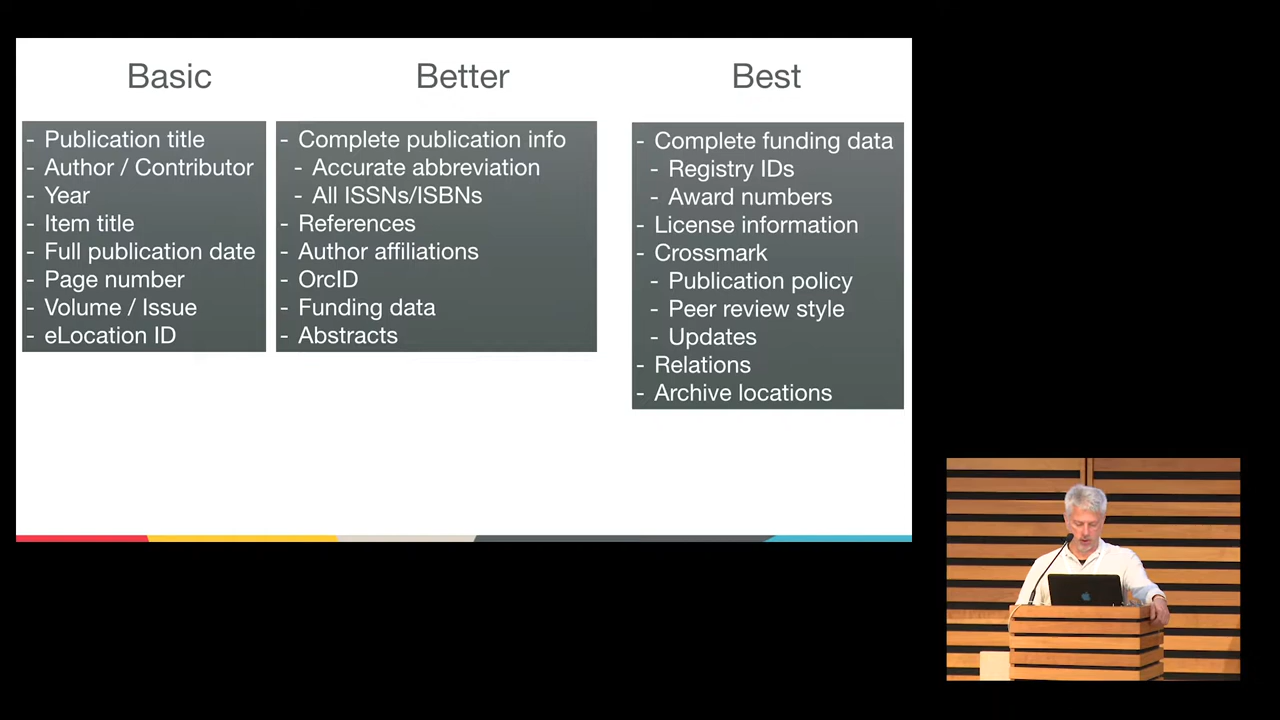 Basic
Better
Best
- Publication title
- Author / Contributor
- Year
- Item title
- Full publication date
- Page number
- Volume / Issue
- eLocation ID
- Complete publication info
- Accurate abbreviation
- All ISSNs/ISBNs
- References
- Author affiliations
- OrcID
- Funding data
- Abstracts
- Complete funding data
- Registry IDs
- Award numbers
- License information
- Crossmark
- Publication policy
- Peer review style
- Updates
- Relations
- Archive locations